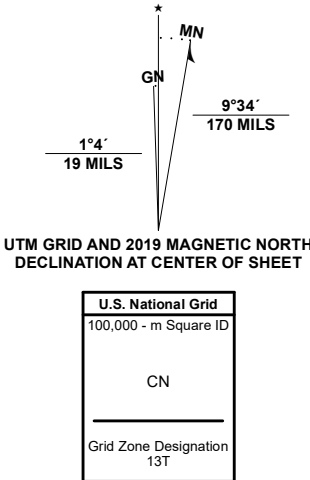 ★
MN
GN
9°34´
170 MILS
1°4´
19 MILS
UTM GRID AND 2019 MAGNETIC NORTH
DECLINATION AT CENTER OF SHEET
U.S. National Grid
100,000 - m Square ID
CN
Grid Zone Designation
13T